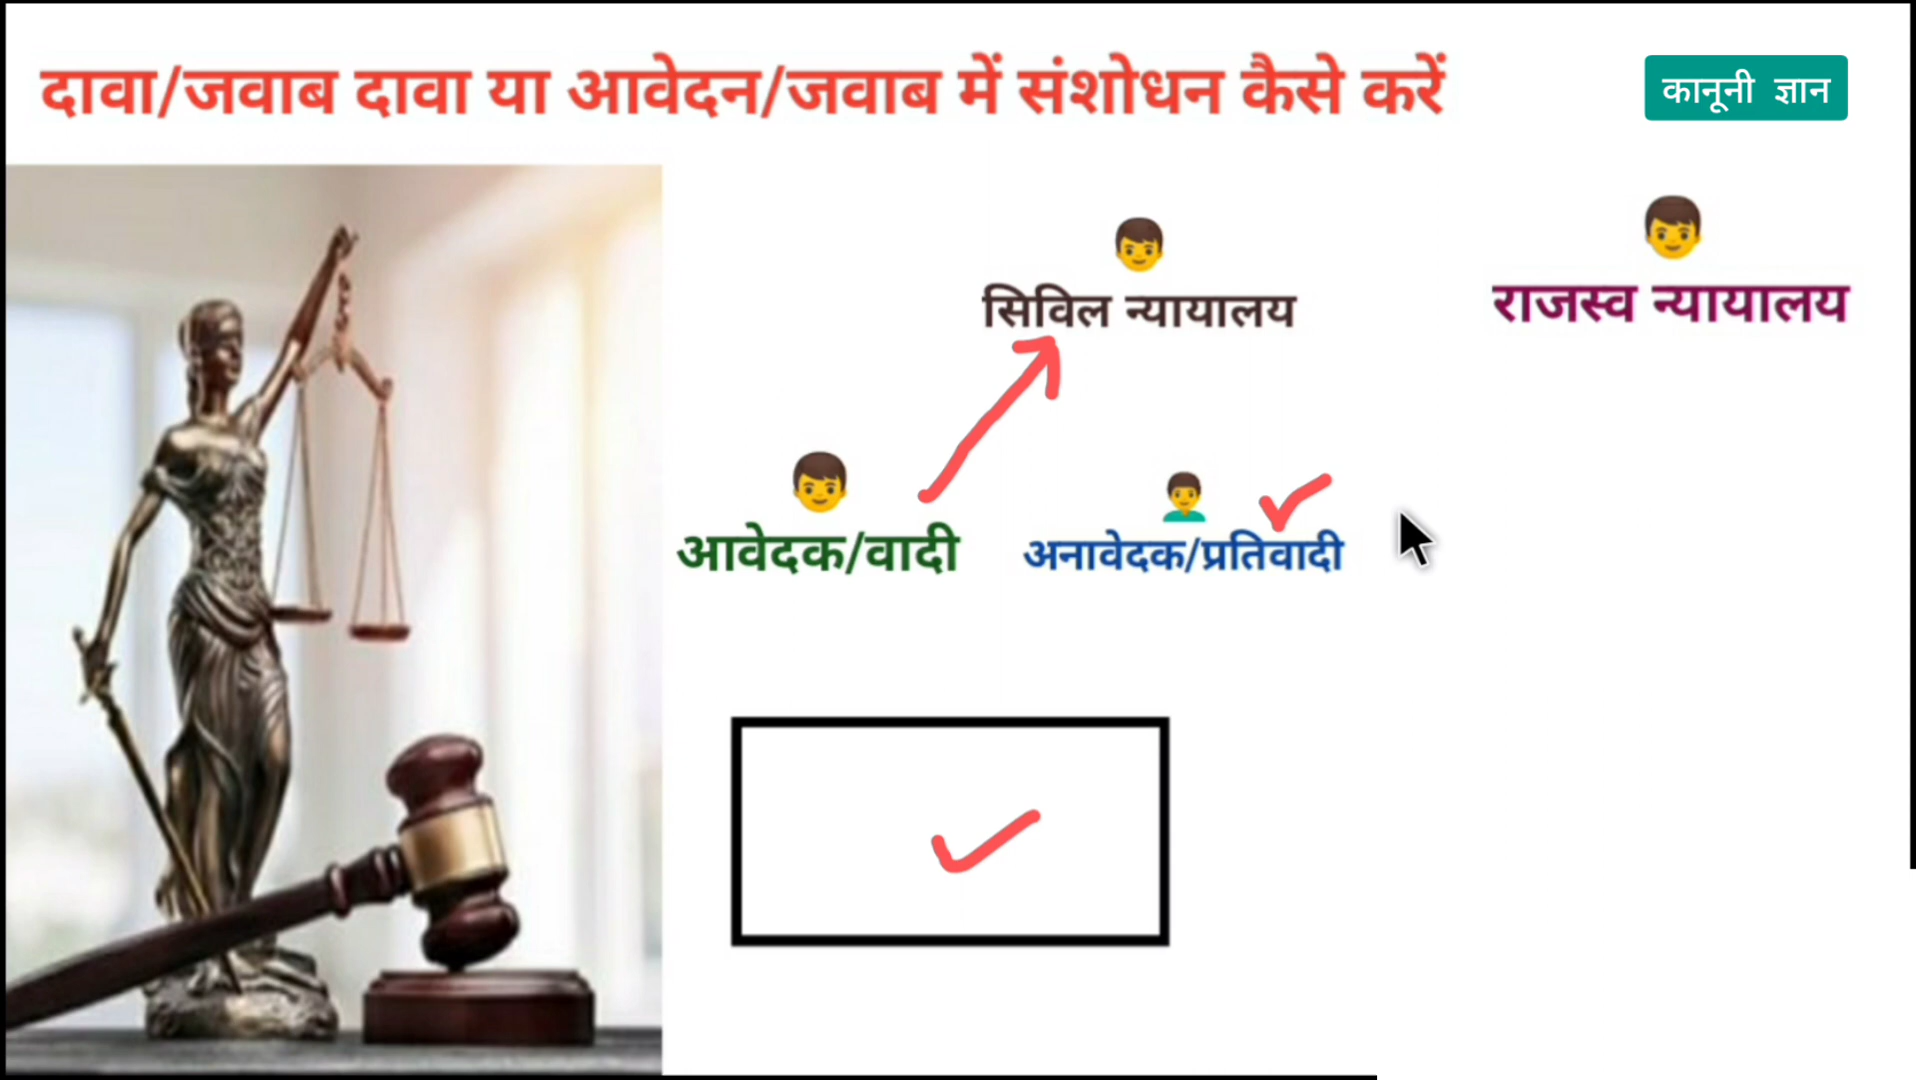 दावा/जवाब दावा या आवेदन/जवाब में संशोधन कैसे करें
कानूनी ज्ञान
सिविल न्यायालय
राजस्व न्यायालय
आवेदक/वादी
अनावेदक/प्रतिवादी